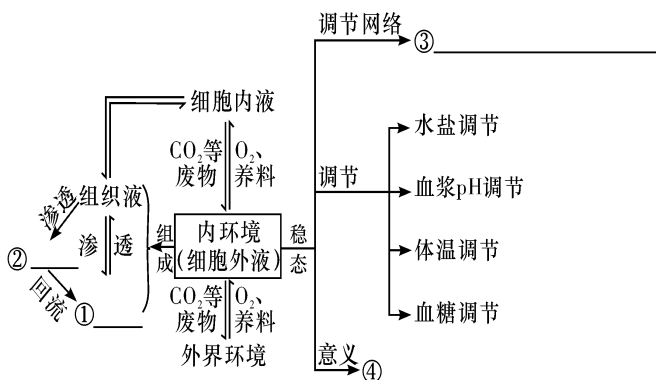 调节网络
③
细胞内液
CO₂等废物
O₂、养料
水盐调节
调节
血浆pH调节
组织液
渗透
渗透
组成
内环境
(细胞外液)
稳态
②
体温调节
回流
①
CO₂等废物
O₂、养料
血糖调节
外界环境
意义
④